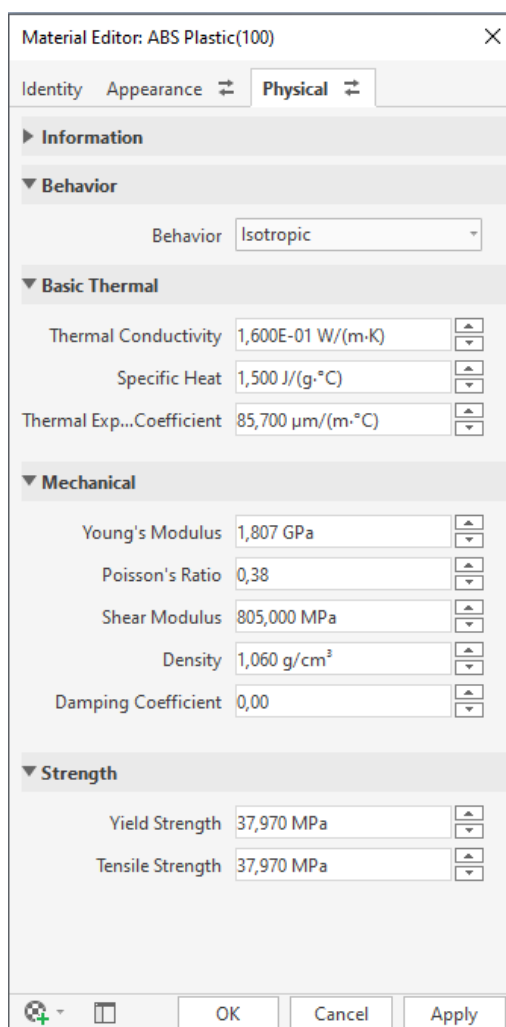 Material Editor: ABS Plastic(100)
Identity Appearance Physical
Information
Behavior
Behavior Isotropic
Basic Thermal
Thermal Conductivity 1,600E-01 W/(m·K)
Specific Heat 1,500 J/(g·°C)
Thermal Exp...Coefficient 85,700 µm/(m·°C)
Mechanical
Young's Modulus 1,807 GPa
Poisson's Ratio 0,38
Shear Modulus 805,000 MPa
Density 1,060 g/cm³
Damping Coefficient 0,00
Strength
Yield Strength 37,970 MPa
Tensile Strength 37,970 MPa
OK Cancel Apply